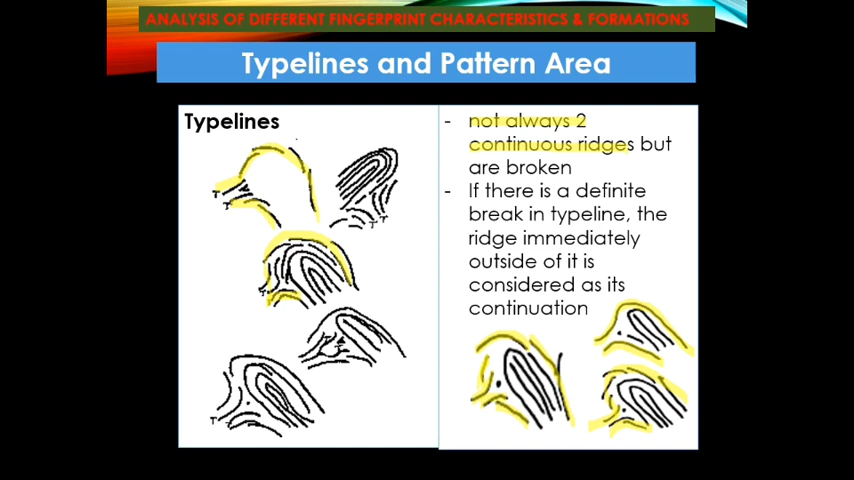 ANALYSIS OF DIFFERENT FINGERPRINT CHARACTERISTICS & FORMATIONS
Typelines and Pattern Area
Typelines
- not always 2
continuous ridges but
are broken
- If there is a definite
break in typeline, the
ridge immediately
outside of it is
considered as its
continuation